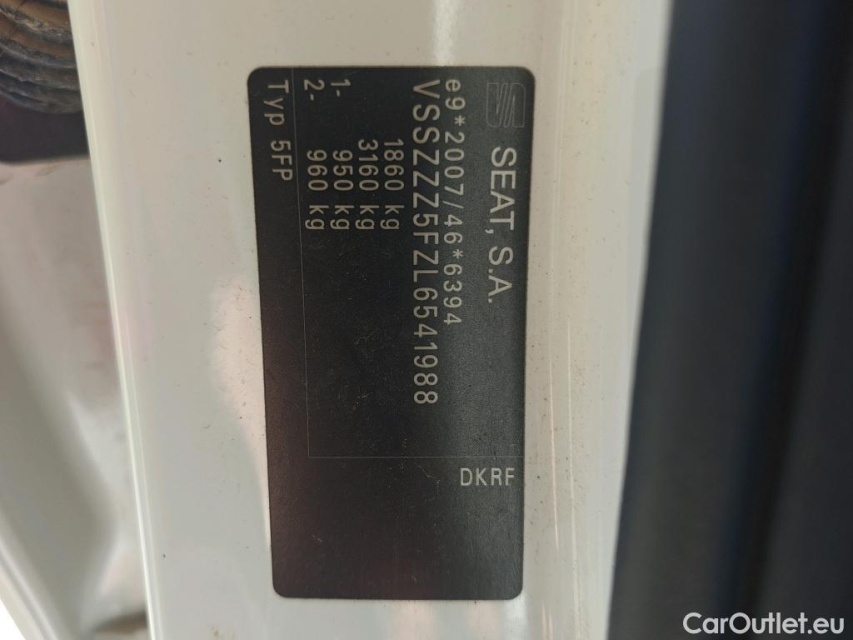 SEAT, S.A.
e9*2007/46*6394
VSSZZZ5FZL6541988
1860 kg
3160 kg
1- 950 kg
2- 960 kg
Typ 5FP
DKRF
CarOutlet.eu